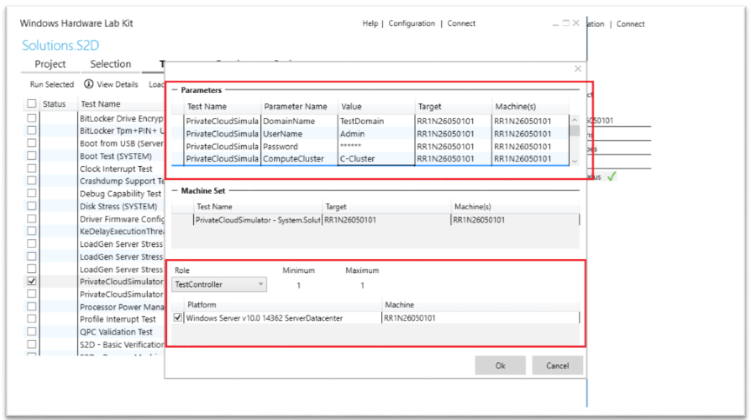 Windows Hardware Lab Kit
Help | Configuration | Connect
ation | Connect
Solutions.S2D
Project Selection T
Run Selected View Details Load
Status Test Name
BitLocker Drive Encryp
BitLocker Tpm+PIN+ U
Boot from USB (Server
Boot Test (SYSTEM)
Clock Interrupt Test
Crashdump Support Te
Debug Capability Test
Disk Stress (SYSTEM)
Driver Firmware Config
KeDelayExecutionThrea
LoadGen Server Stress
LoadGen Server Stress
LoadGen Server Stress
PrivateCloudSimulator
PrivateCloudSimulator
Processor Power Mana
Profile Interrupt Test
QPC Validation Test
S2D - Basic Verification
Parameters
Test Name Parameter Name Value Target Machine(s)
PrivateCloudSimula DomainName TestDomain RR1N26050101 RR1N26050101
PrivateCloudSimula UserName Admin RR1N26050101 RR1N26050101
PrivateCloudSimula Password ****** RR1N26050101 RR1N26050101
PrivateCloudSimula ComputeCluster C-Cluster RR1N26050101 RR1N26050101
Machine Set
Test Name Target Machine(s)
PrivateCloudSimulator - System.Solut RR1N26050101 RR1N26050101
Role Minimum Maximum
TestController 1 1
Platform Machine
Windows Server v10.0 14362 ServerDatacenter RR1N26050101
Ok Cancel